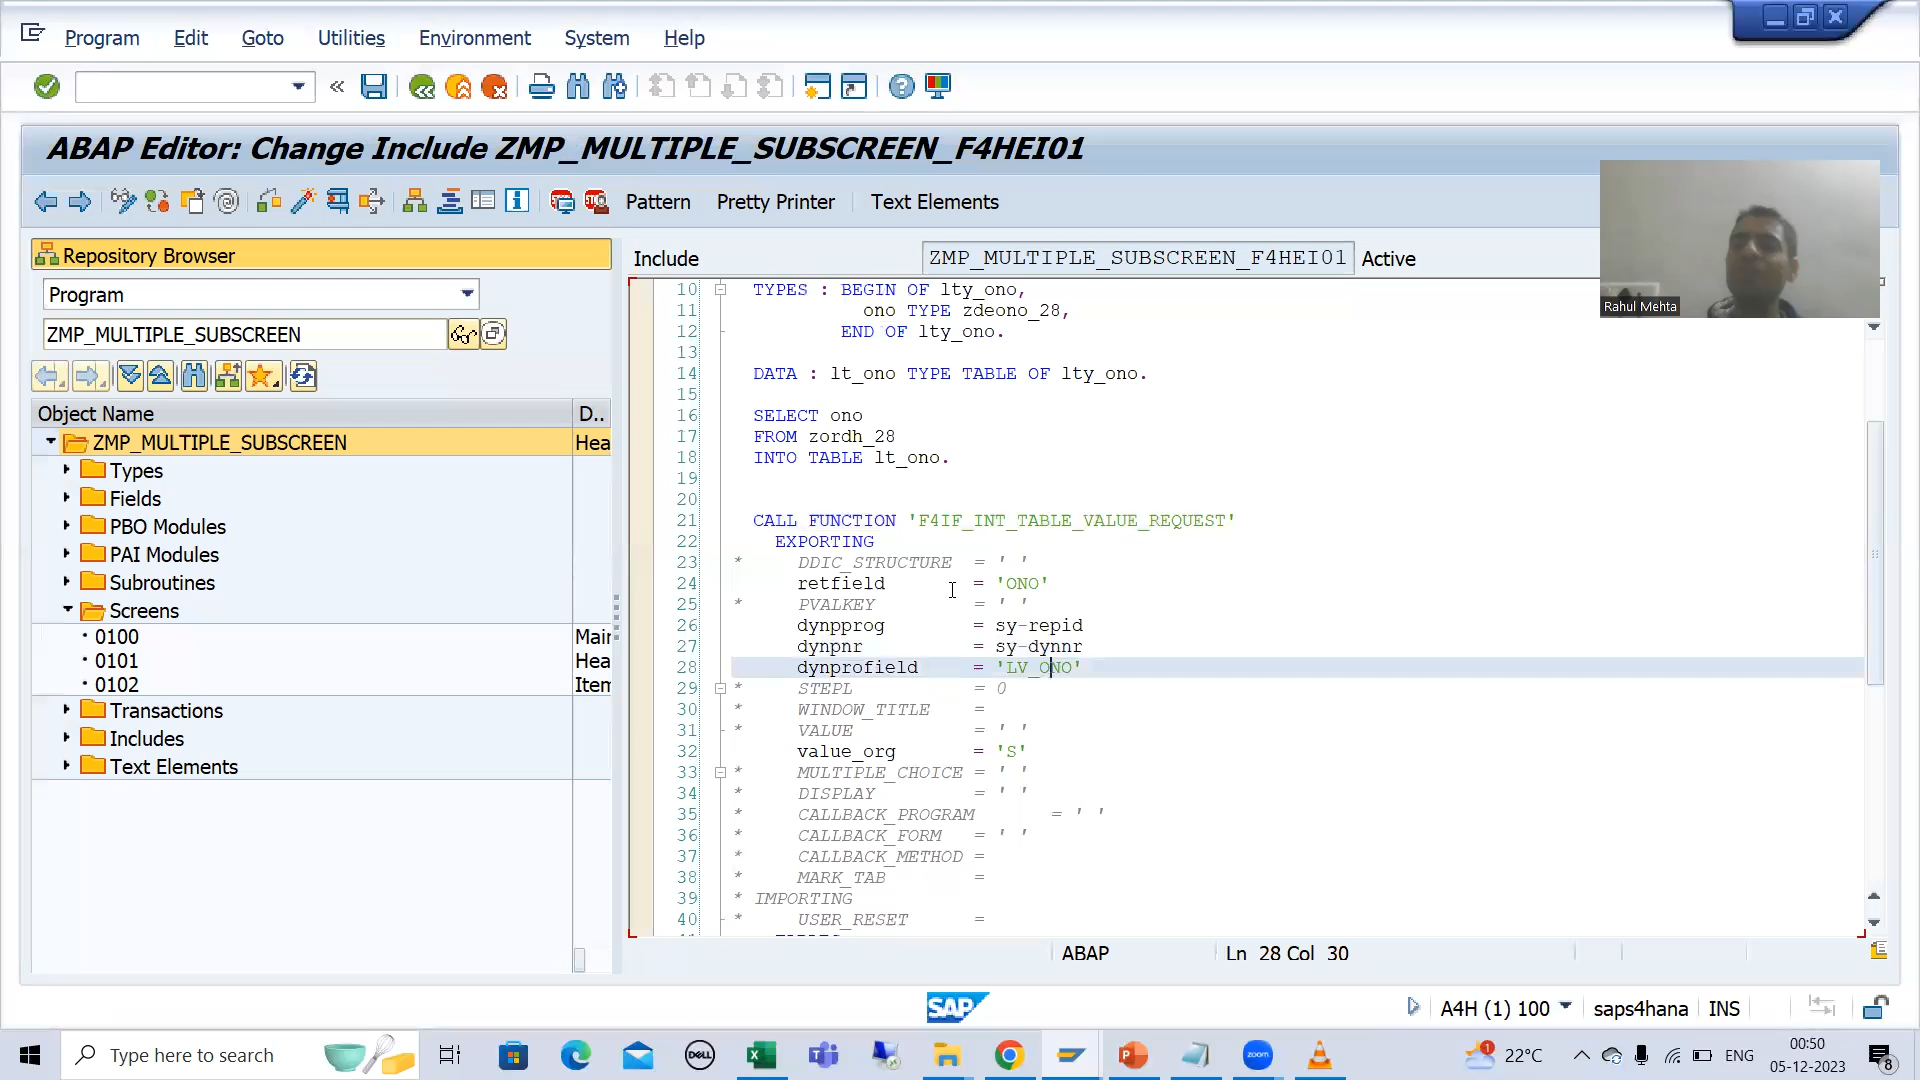 Program Edit Goto Utilities Environment System Help
ABAP Editor: Change Include ZMP_MULTIPLE_SUBSCREEN_F4HEI01
Pattern Pretty Printer Text Elements
Repository Browser
Program
ZMP_MULTIPLE_SUBSCREEN
Object Name D..
ZMP_MULTIPLE_SUBSCREEN Hea
Types
Fields
PBO Modules
PAI Modules
Subroutines
Screens
0100 Mair
0101 Hea
0102 Item
Transactions
Includes
Text Elements
Include ZMP_MULTIPLE_SUBSCREEN_F4HEI01 Active
Rahul Mehta
10 TYPES : BEGIN OF lty_ono,
11 ono TYPE zdeono_28,
12 END OF lty_ono.
13
14 DATA : lt_ono TYPE TABLE OF lty_ono.
15
16 SELECT ono
17 FROM zordh_28
18 INTO TABLE lt_ono.
19
20
21 CALL FUNCTION 'F4IF_INT_TABLE_VALUE_REQUEST'
22 EXPORTING
23 * DDIC_STRUCTURE = ' '
24 retfield = 'ONO'
25 * PVALKEY = ' '
26 dynpprog = sy-repid
27 dynpnr = sy-dynnr
28 dynprofield = 'LV_ONO'
29 * STEPL = 0
30 * WINDOW_TITLE =
31 * VALUE = ' '
32 value_org = 'S'
33 * MULTIPLE_CHOICE = ' '
34 * DISPLAY = ' '
35 * CALLBACK_PROGRAM = ' '
36 * CALLBACK_FORM = ' '
37 * CALLBACK_METHOD =
38 * MARK_TAB =
39 * IMPORTING
40 * USER_RESET =
ABAP Ln 28 Col 30
SAP
A4H (1) 100 saps4hana INS
Type here to search
DELL
zoom
1 22°C ENG
00:50
05-12-2023
8